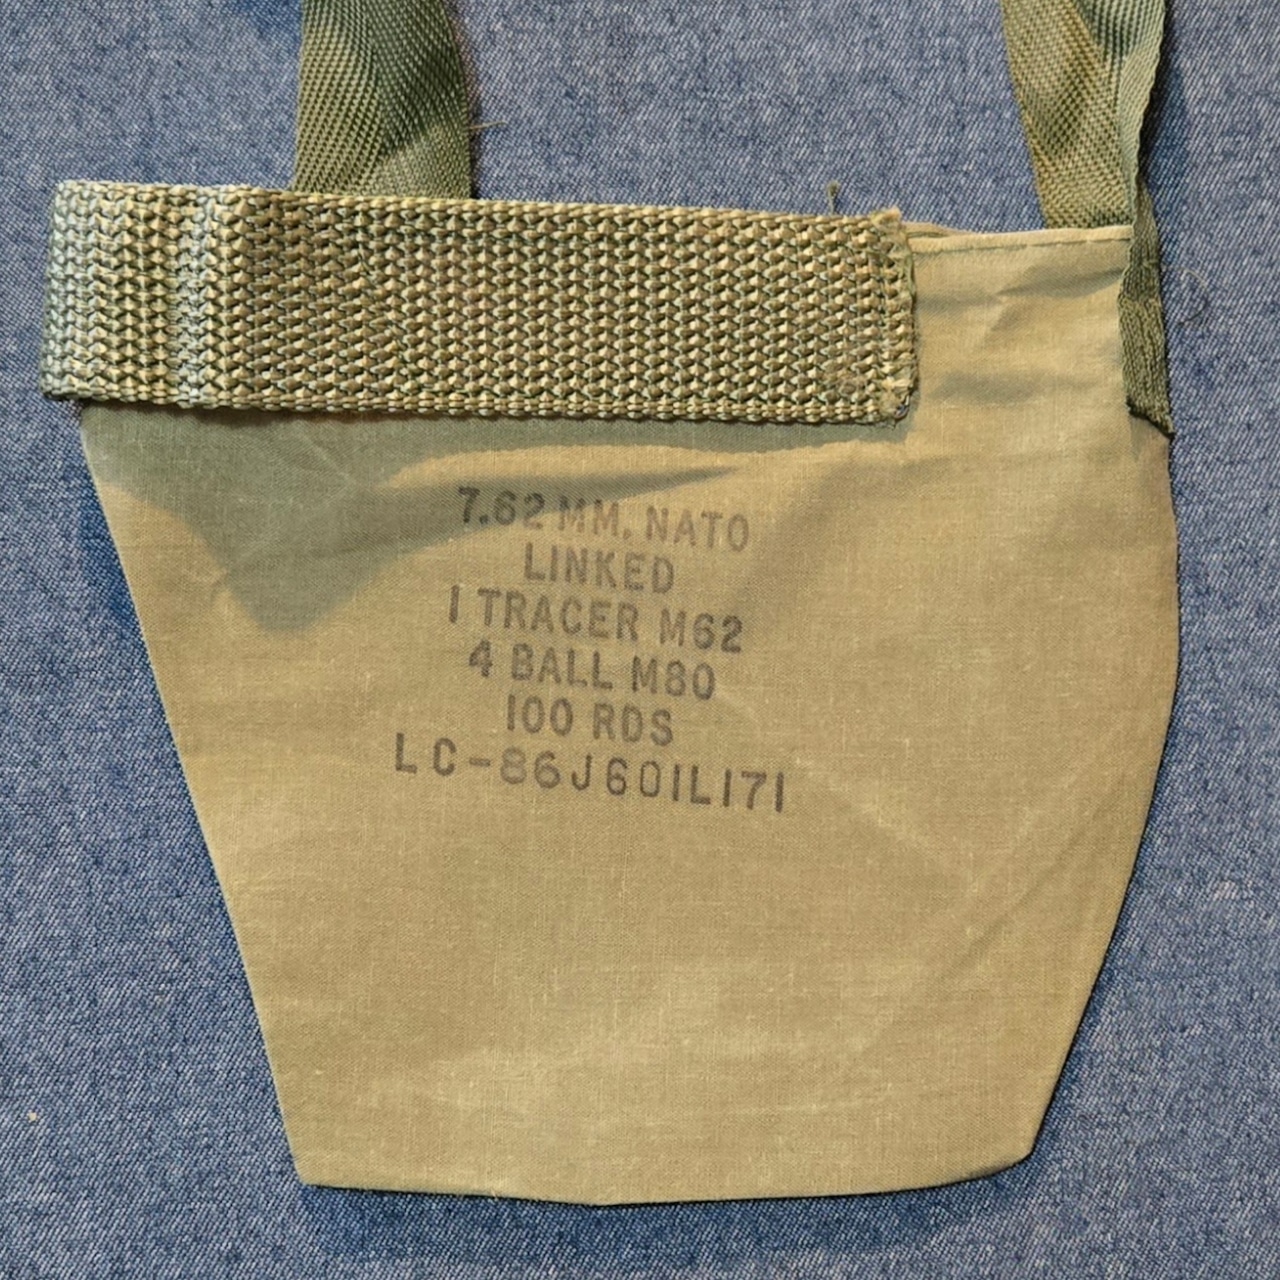 7.62 MM. NATO
LINKED
1 TRACER M62
4 BALL M80
100 RDS
LC-86J601L171